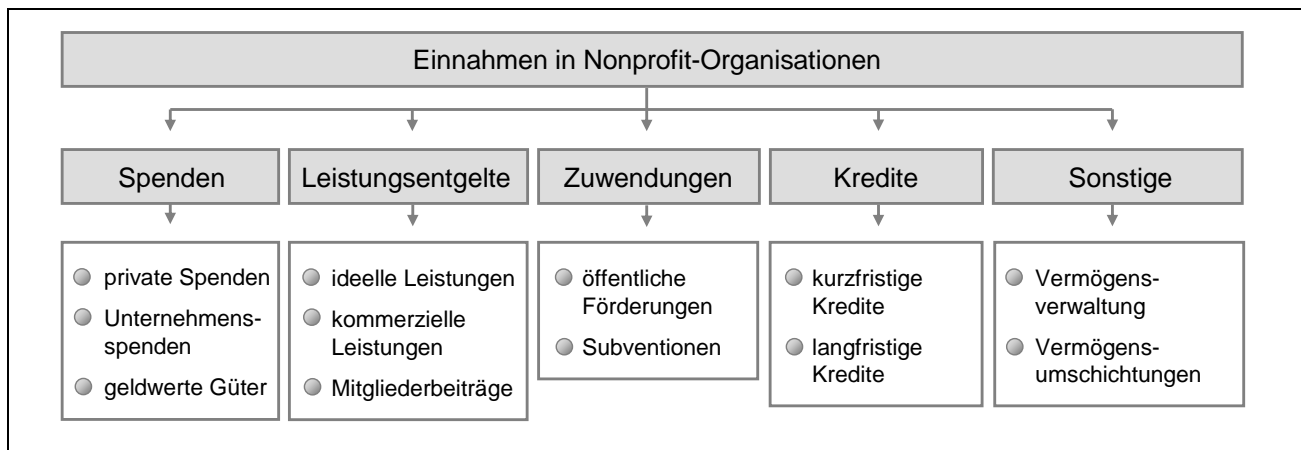 Einnahmen in Nonprofit-Organisationen
Spenden
Leistungsentgelte
Zuwendungen
Kredite
Sonstige
private Spenden
Unternehmens-
spenden
geldwerte Güter
ideelle Leistungen
kommerzielle
Leistungen
Mitgliederbeiträge
öffentliche
Förderungen
Subventionen
kurzfristige
Kredite
langfristige
Kredite
Vermögens-
verwaltung
Vermögens-
umschichtungen